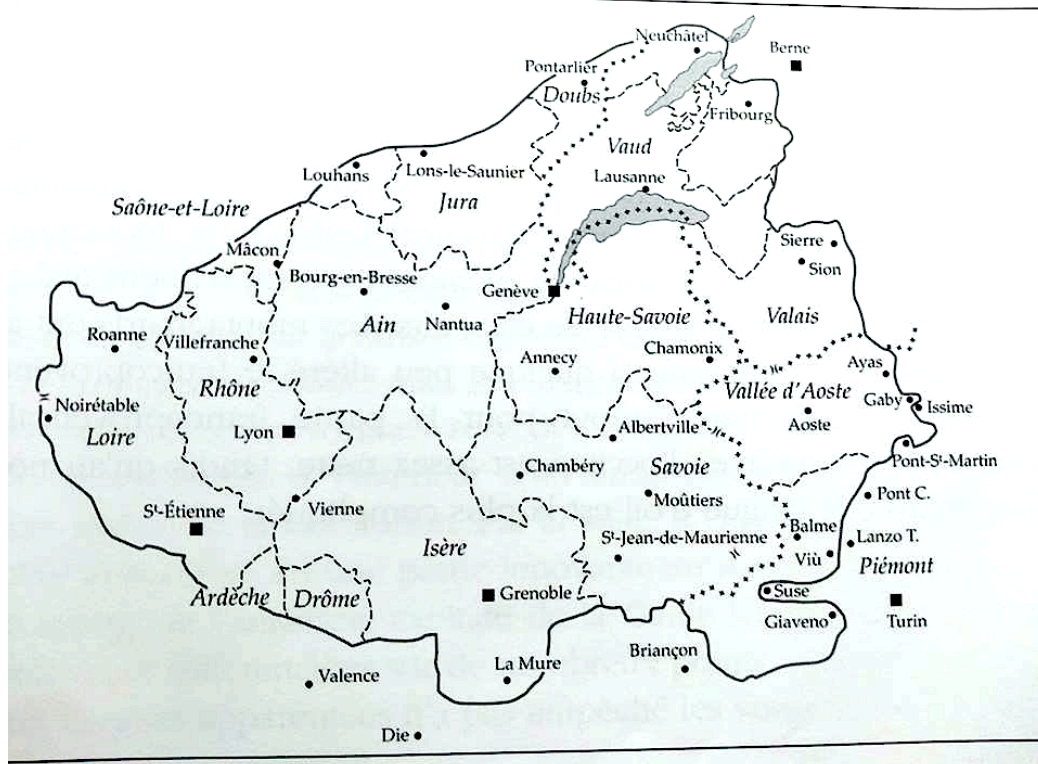 Neuchâtel
Berne
Pontarlier
Doubs
Fribourg
Vaud
Louhans
Lons-le-Saunier
Lausanne
Saône-et-Loire
Jura
Mâcon
Sierre
Sion
Bourg-en-Bresse
Genève
Ain
Nantua
Haute-Savoie
Valais
Roanne
Villefranche
Annecy
Chamonix
Ayas
Rhône
Vallée d'Aoste
Gaby
Issime
Noirétable
Aoste
Loire
Lyon
Albertville
Chambéry
Savoie
Pont-St-Martin
Moûtiers
Pont C.
St-Étienne
Vienne
Balme
St-Jean-de-Maurienne
Lanzo T.
Isère
Viù
Piémont
Ardèche
Drôme
Grenoble
Suse
Giaveno
Turin
Briançon
La Mure
Valence
Die